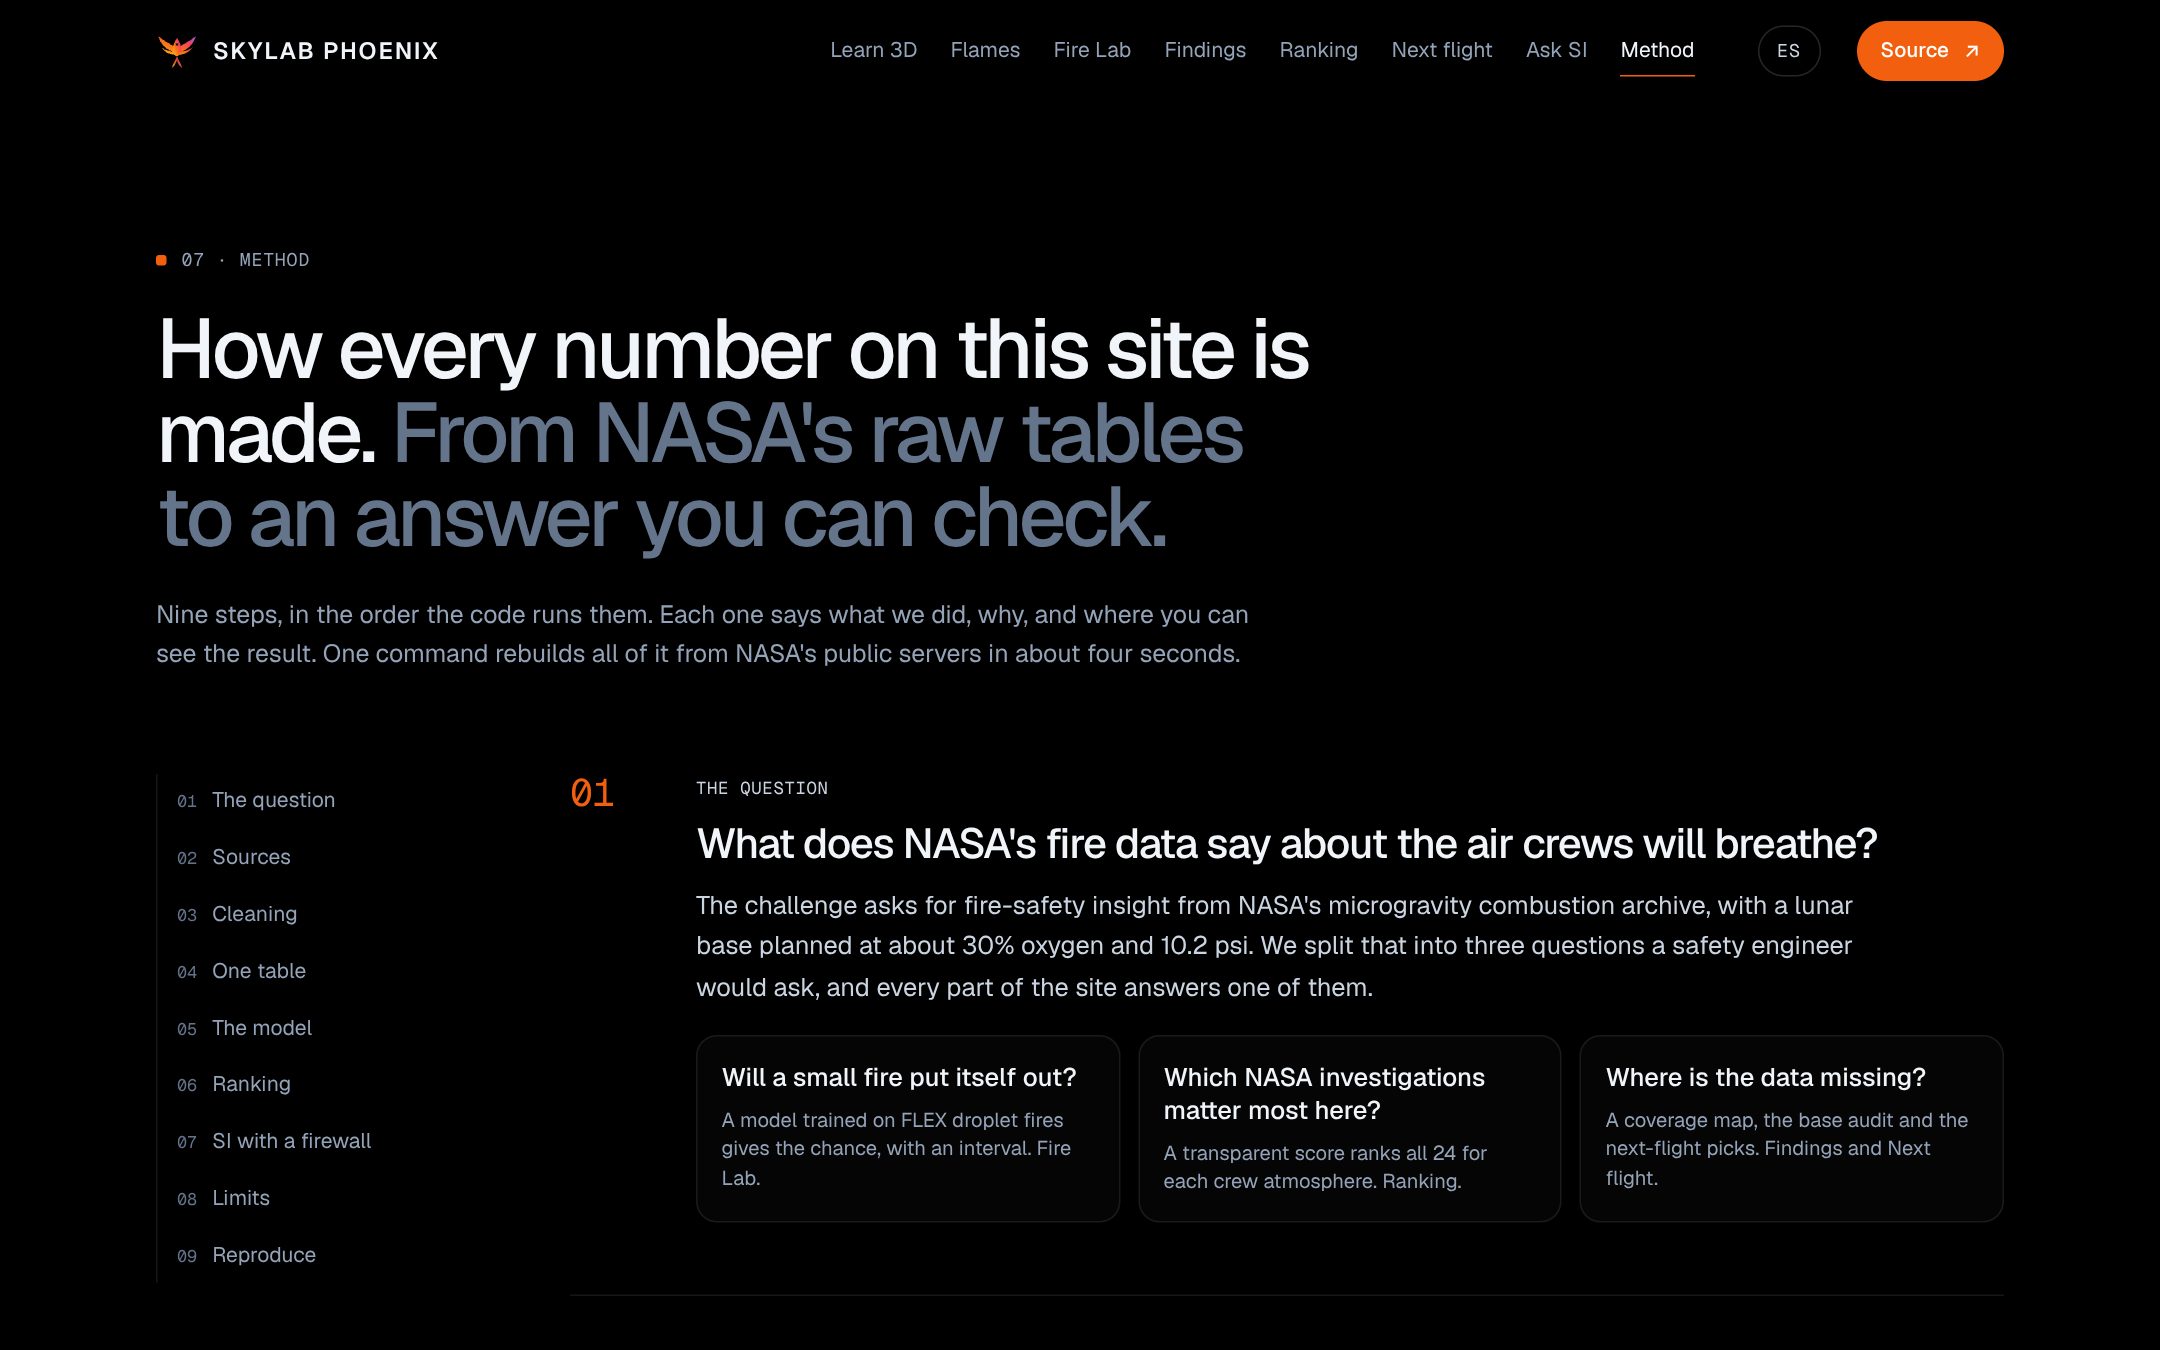 SKYLAB PHOENIX
Learn 3D Flames Fire Lab Findings Ranking Next flight Ask SI Method ES Source
07 · METHOD
How every number on this site is
made. From NASA's raw tables
to an answer you can check.
Nine steps, in the order the code runs them. Each one says what we did, why, and where you can
see the result. One command rebuilds all of it from NASA's public servers in about four seconds.
01 The question
02 Sources
03 Cleaning
04 One table
05 The model
06 Ranking
07 SI with a firewall
08 Limits
09 Reproduce
01
THE QUESTION
What does NASA's fire data say about the air crews will breathe?
The challenge asks for fire-safety insight from NASA's microgravity combustion archive, with a lunar
base planned at about 30% oxygen and 10.2 psi. We split that into three questions a safety engineer
would ask, and every part of the site answers one of them.
Will a small fire put itself out?
A model trained on FLEX droplet fires
gives the chance, with an interval. Fire
Lab.
Which NASA investigations
matter most here?
A transparent score ranks all 24 for
each crew atmosphere. Ranking.
Where is the data missing?
A coverage map, the base audit and the
next-flight picks. Findings and Next
flight.